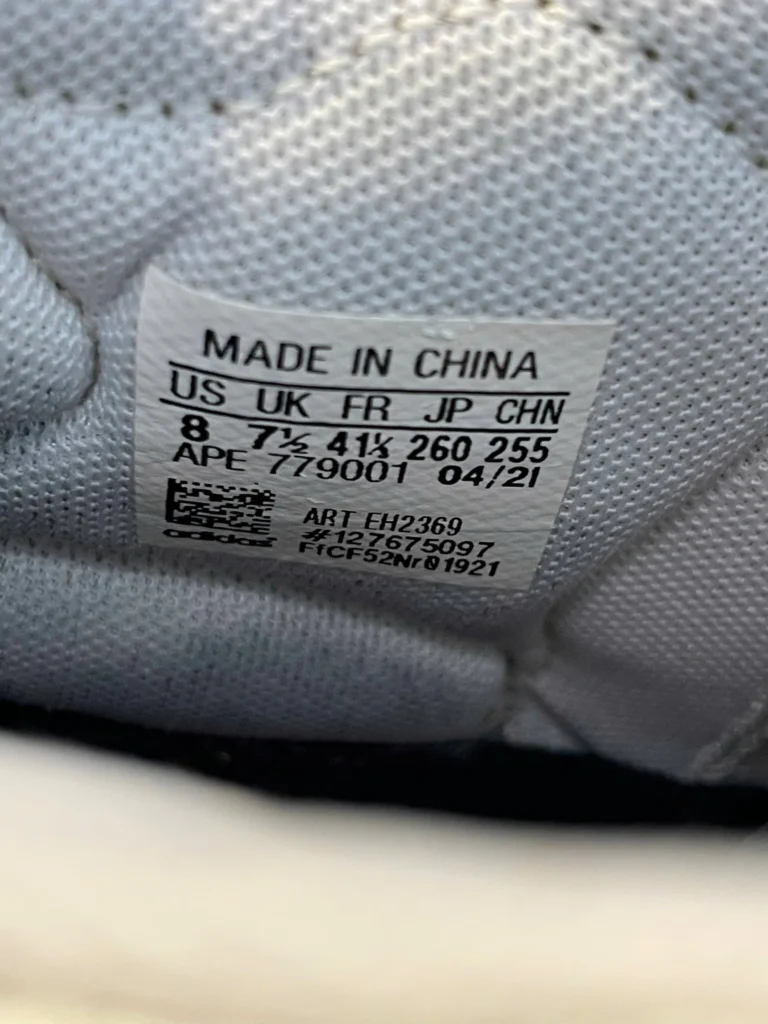 MADE IN CHINA
US UK FR JP CHN
8 7½ 41⅓ 260 255
APE 779001 04/21
ART EH2369
#127675097
adidas
FfCF52Nr01921